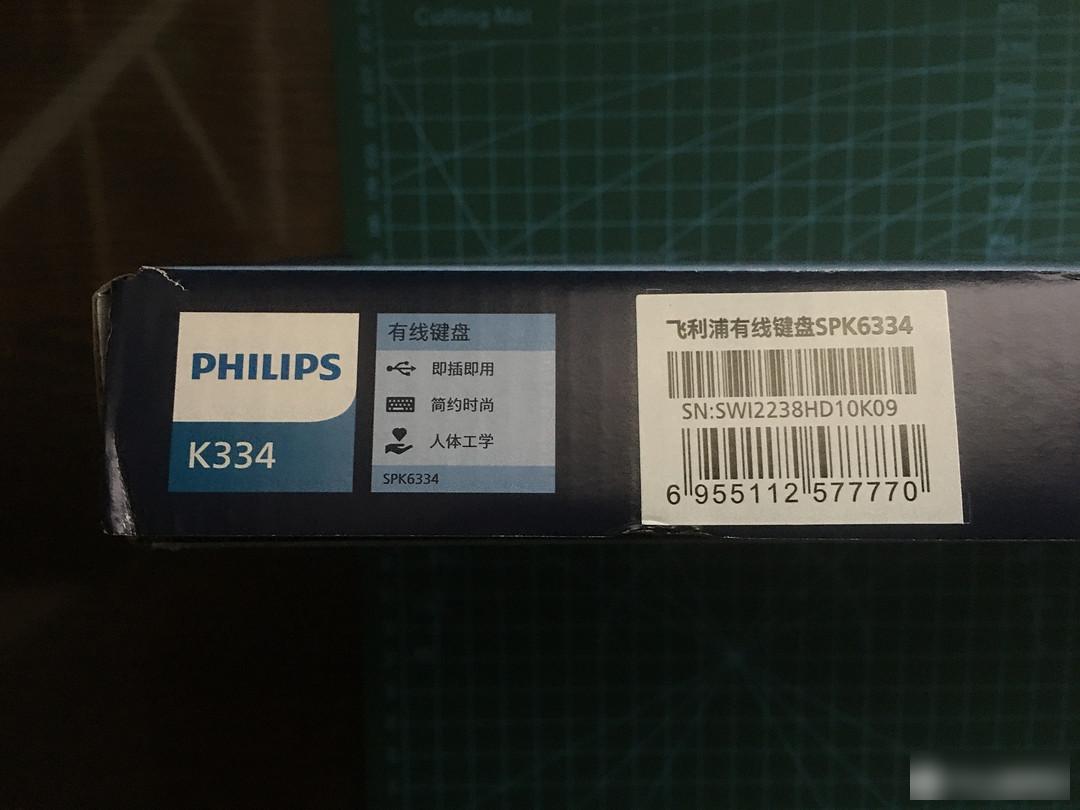 Cutting Mat
PHILIPS
K334
有线键盘
即插即用
简约时尚
人体工学
SPK6334
飞利浦有线键盘SPK6334
SN:SWI2238HD10K09
6 955112 577770